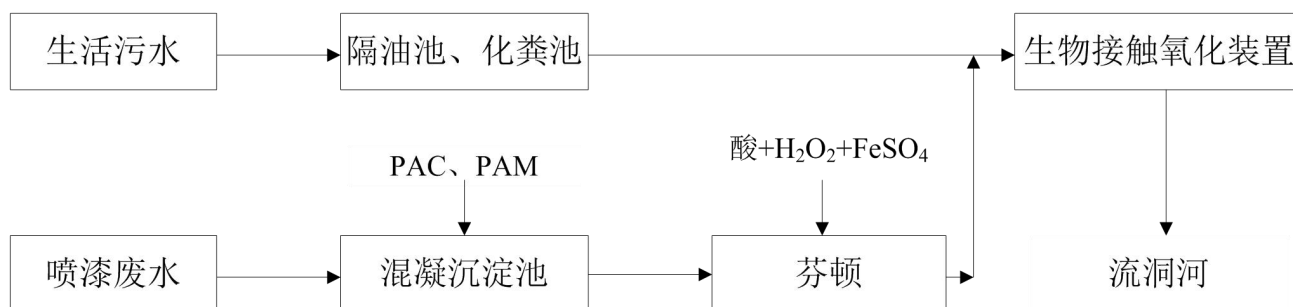 生活污水
隔油池、化粪池
生物接触氧化装置
PAC、PAM
酸+H₂O₂+FeSO₄
喷漆废水
混凝沉淀池
芬顿
流洞河